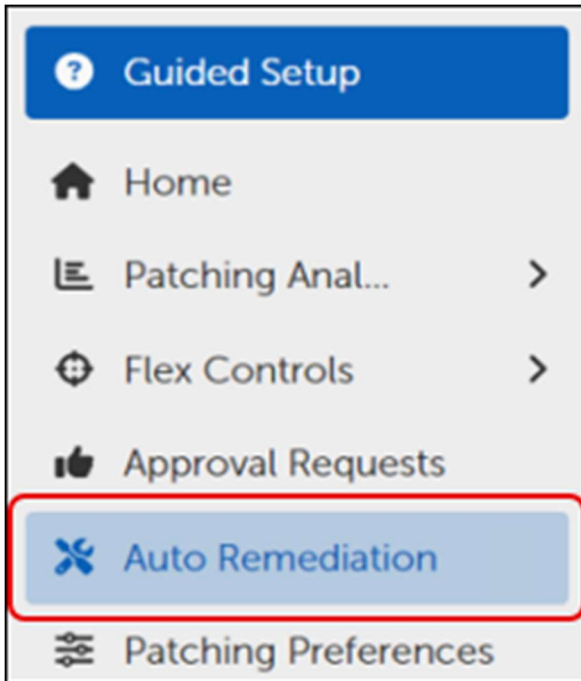 Guided Setup
Home
Patching Anal...
Flex Controls
Approval Requests
Auto Remediation
Patching Preferences